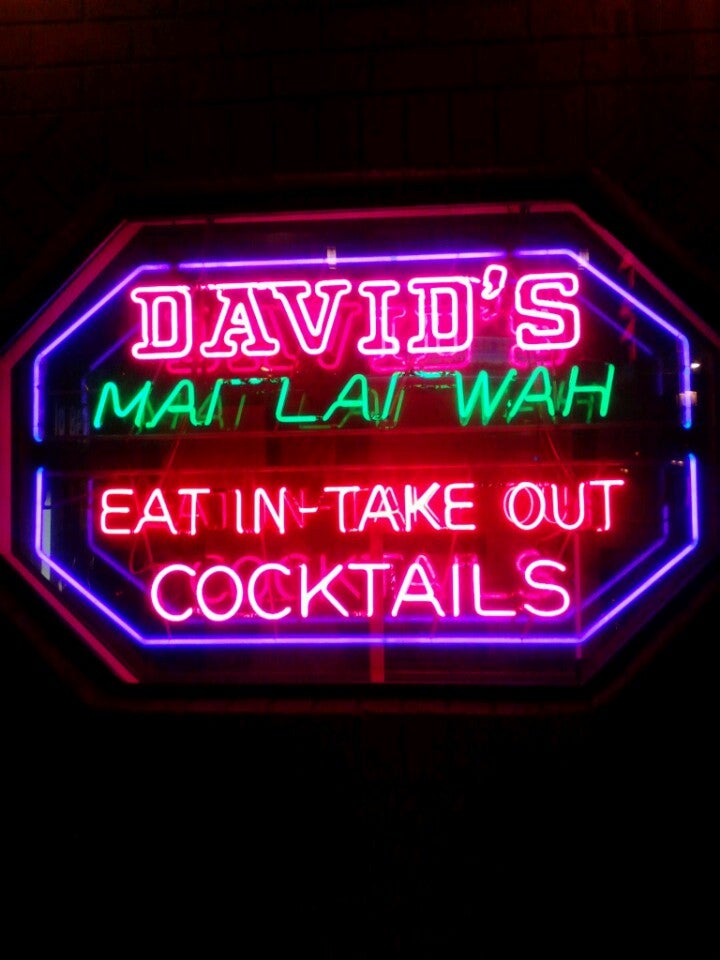 DAVID'S
MAI LAI WAH
EAT IN-TAKE OUT
COCKTAILS